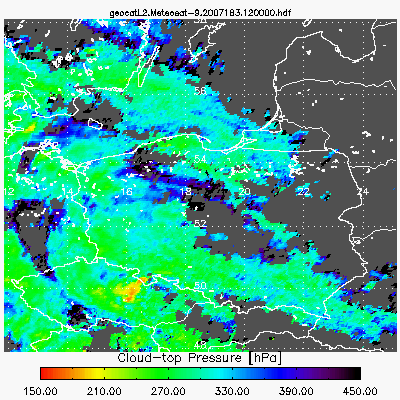 geocatL2.Meteosat-9.2007183.120000.hdf
56
54
12 14 16 18 20 22 24
52
50
Cloud-top Pressure [hPa]
150.00 210.00 270.00 330.00 390.00 450.00